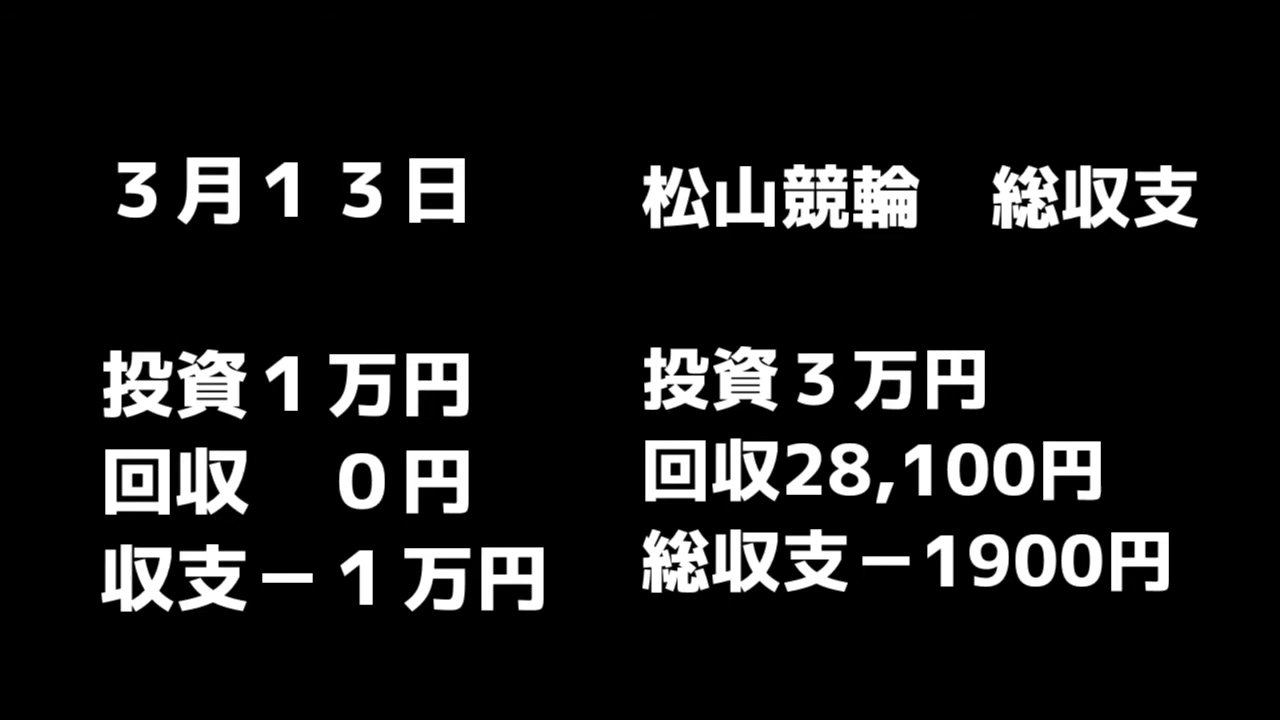 ３月１３日
投資１万円
回収　０円
収支－１万円
松山競輪　総収支
投資３万円
回収28,100円
総収支－1900円